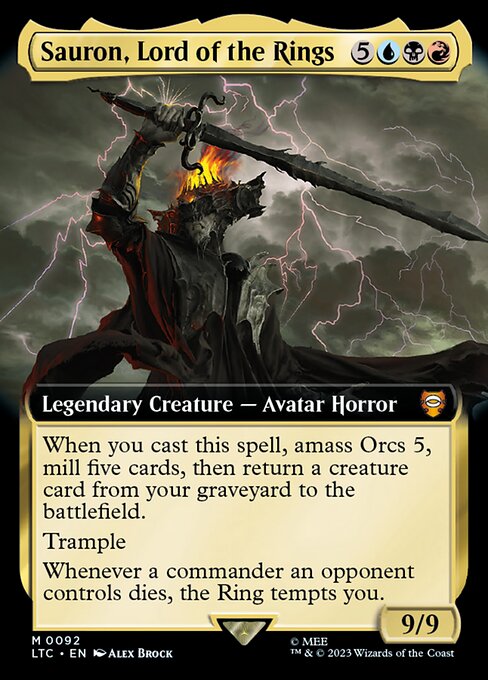 Sauron, Lord of the Rings 5
Legendary Creature — Avatar Horror
When you cast this spell, amass Orcs 5,
mill five cards, then return a creature
card from your graveyard to the
battlefield.
Trample
Whenever a commander an opponent
controls dies, the Ring tempts you.
9/9
M 0092
LTC • EN Alex Brock
© MEE
™ & © 2023 Wizards of the Coast